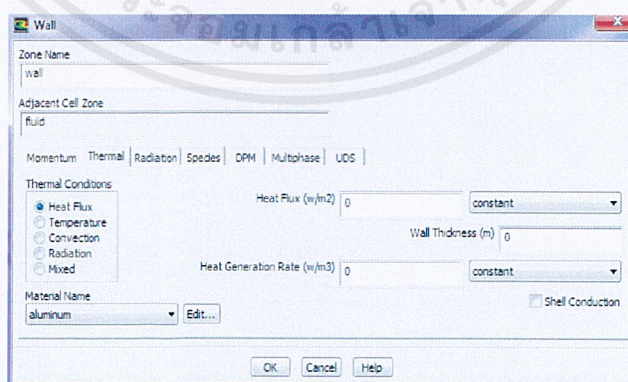 Wall
X
Zone Name
wall
Adjacent Cell Zone
fluid
Momentum Thermal Radiation Species DPM Multiphase UDS
Thermal Conditions
Heat Flux
Temperature
Convection
Radiation
Mixed
Heat Flux (w/m2) 0 constant
Wall Thickness (m) 0
Heat Generation Rate (w/m3) 0 constant
Material Name
aluminum Edit...
Shell Conduction
OK Cancel Help